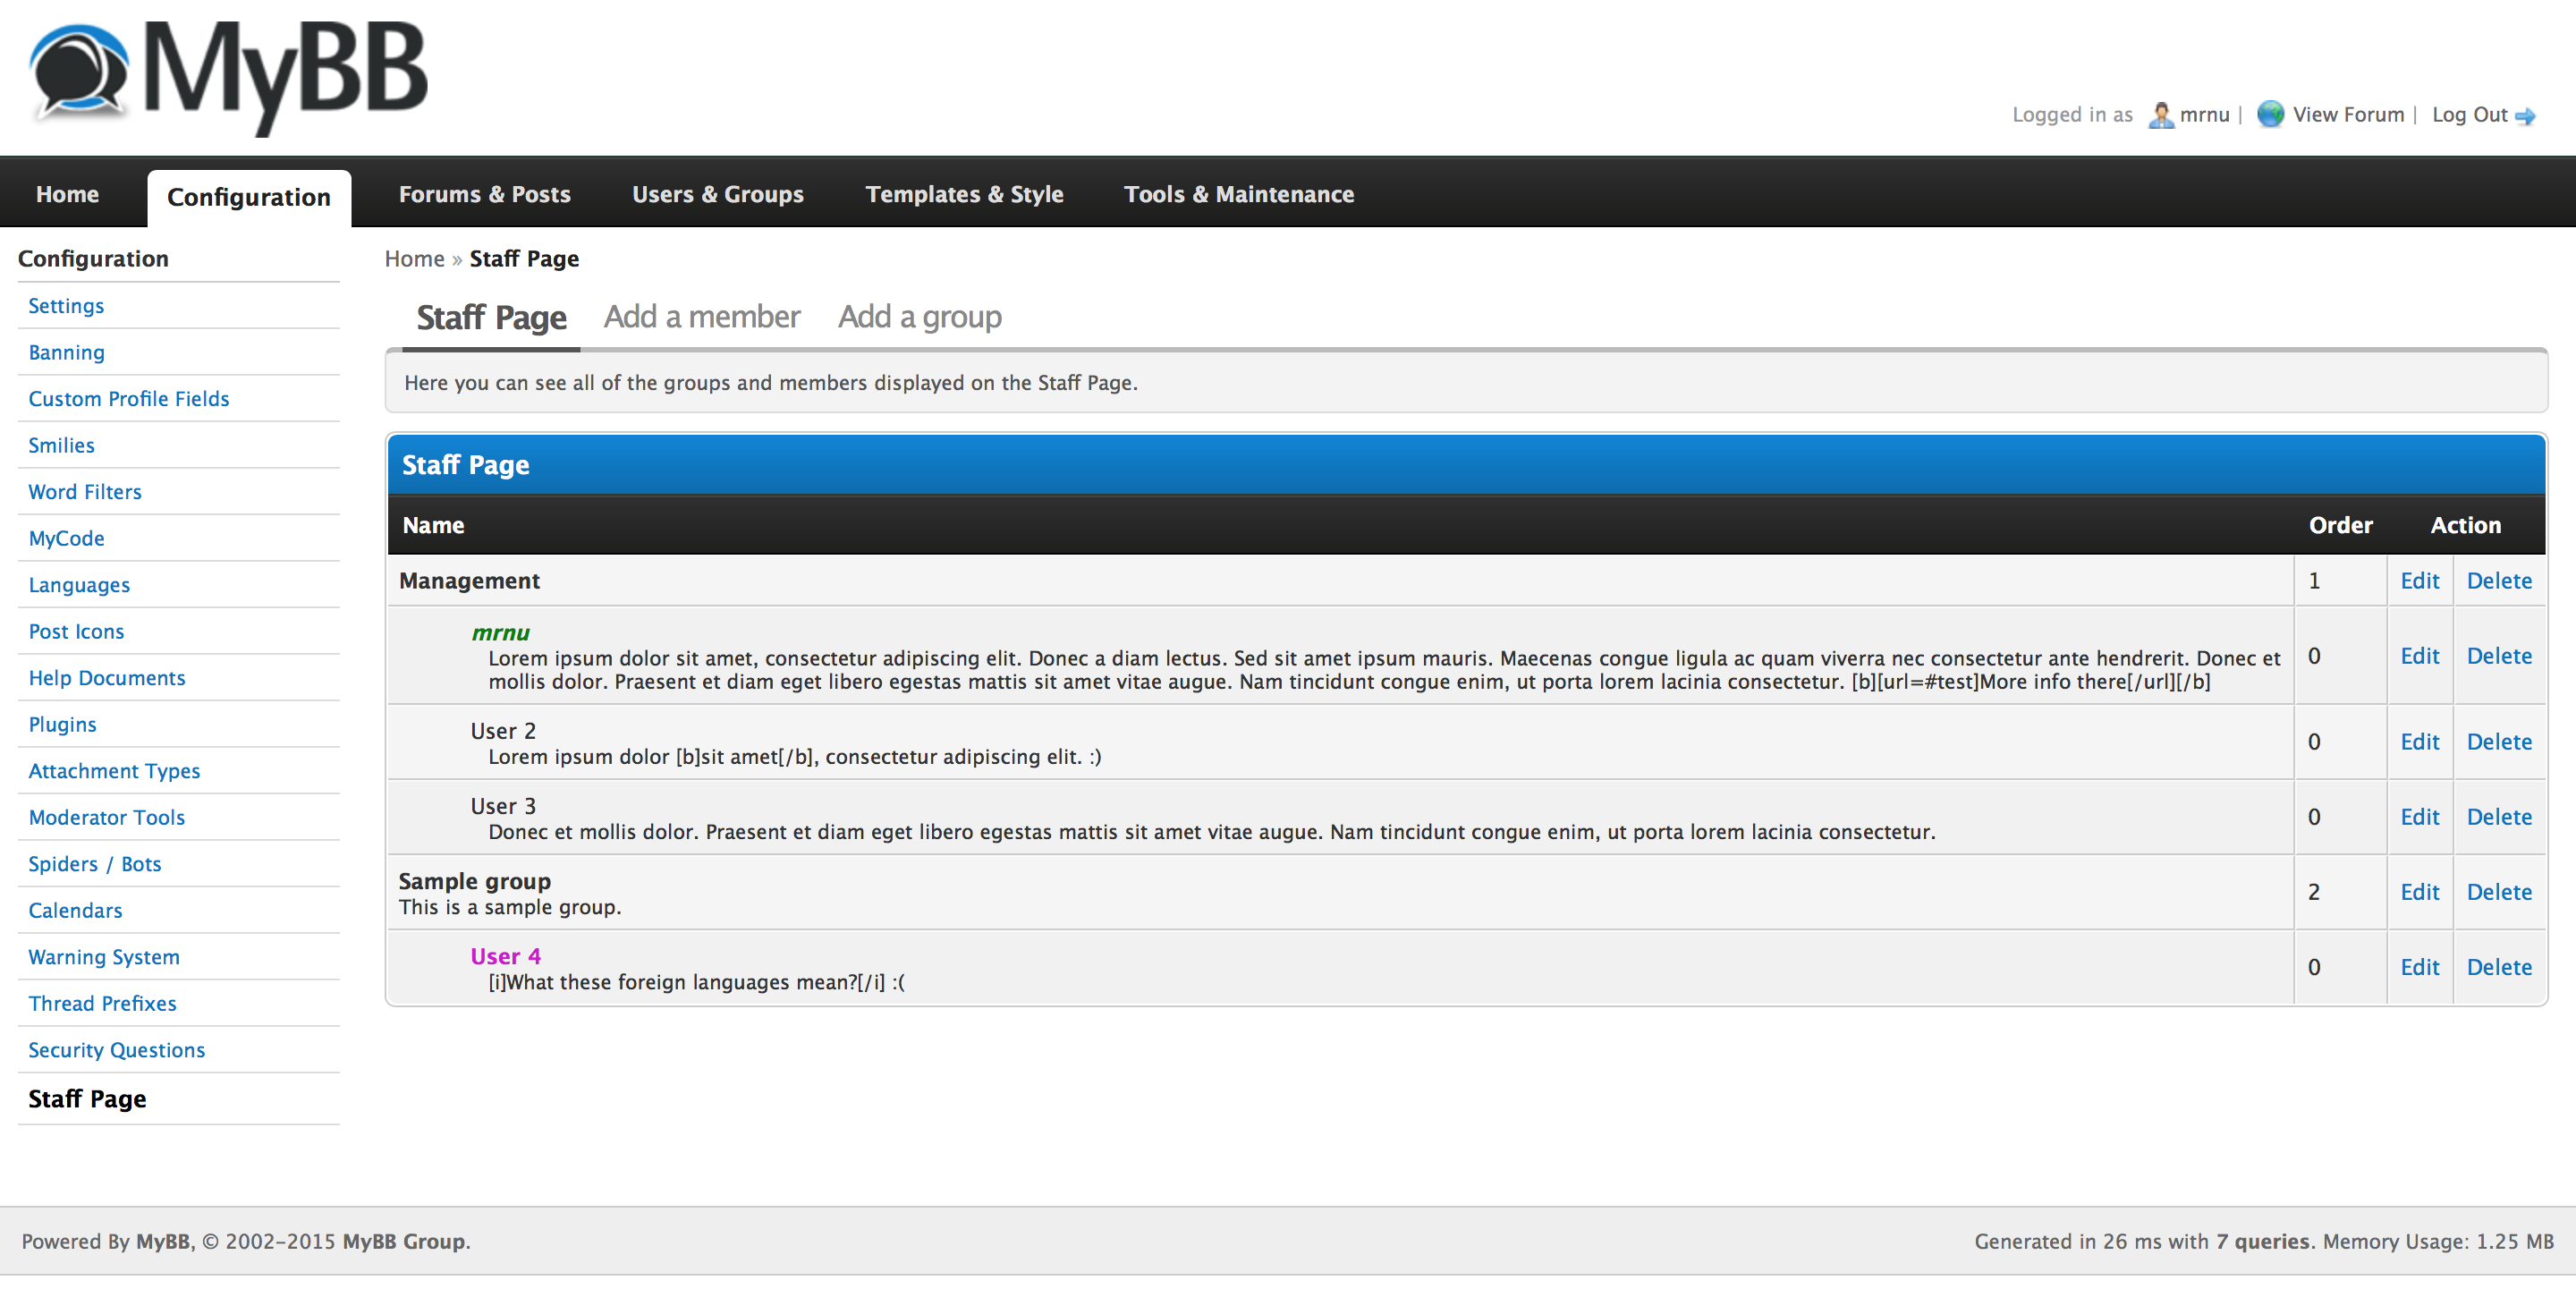 MyBB
Logged in as mrnu | View Forum | Log Out
Home Configuration Forums & Posts Users & Groups Templates & Style Tools & Maintenance
Configuration
Settings
Banning
Custom Profile Fields
Smilies
Word Filters
MyCode
Languages
Post Icons
Help Documents
Plugins
Attachment Types
Moderator Tools
Spiders / Bots
Calendars
Warning System
Thread Prefixes
Security Questions
Staff Page
Home » Staff Page
Staff Page Add a member Add a group
Here you can see all of the groups and members displayed on the Staff Page.
Staff Page
Name Order Action
Management 1 Edit Delete
mrnu
Lorem ipsum dolor sit amet, consectetur adipiscing elit. Donec a diam lectus. Sed sit amet ipsum mauris. Maecenas congue ligula ac quam viverra nec consectetur ante hendrerit. Donec et
mollis dolor. Praesent et diam eget libero egestas mattis sit amet vitae augue. Nam tincidunt congue enim, ut porta lorem lacinia consectetur. [b][url=#test]More info there[/url][/b]
0 Edit Delete
User 2
Lorem ipsum dolor [b]sit amet[/b], consectetur adipiscing elit. :)
0 Edit Delete
User 3
Donec et mollis dolor. Praesent et diam eget libero egestas mattis sit amet vitae augue. Nam tincidunt congue enim, ut porta lorem lacinia consectetur.
0 Edit Delete
Sample group
This is a sample group.
2 Edit Delete
User 4
[i]What these foreign languages mean?[/i] :(
0 Edit Delete
Powered By MyBB, © 2002-2015 MyBB Group.
Generated in 26 ms with 7 queries. Memory Usage: 1.25 MB